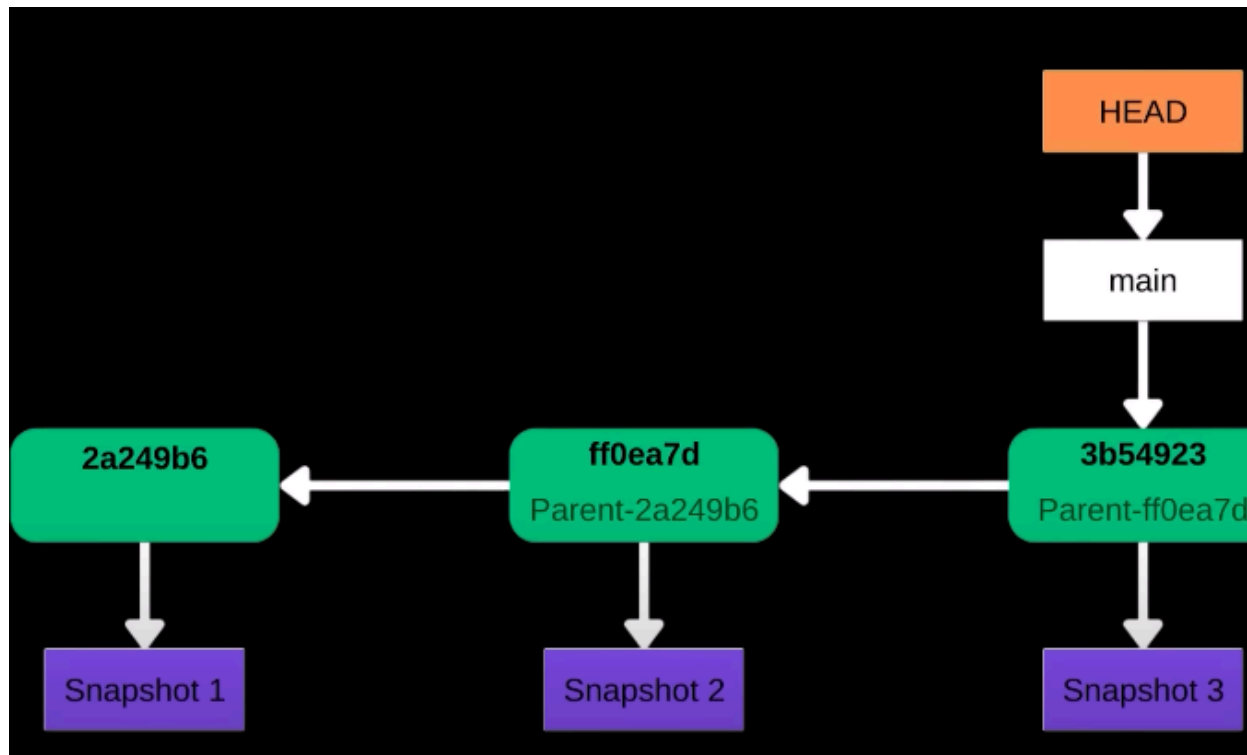 HEAD
main
2a249b6
ff0ea7d
3b54923
Parent-2a249b6
Parent-ff0ea7d
Snapshot 1
Snapshot 2
Snapshot 3